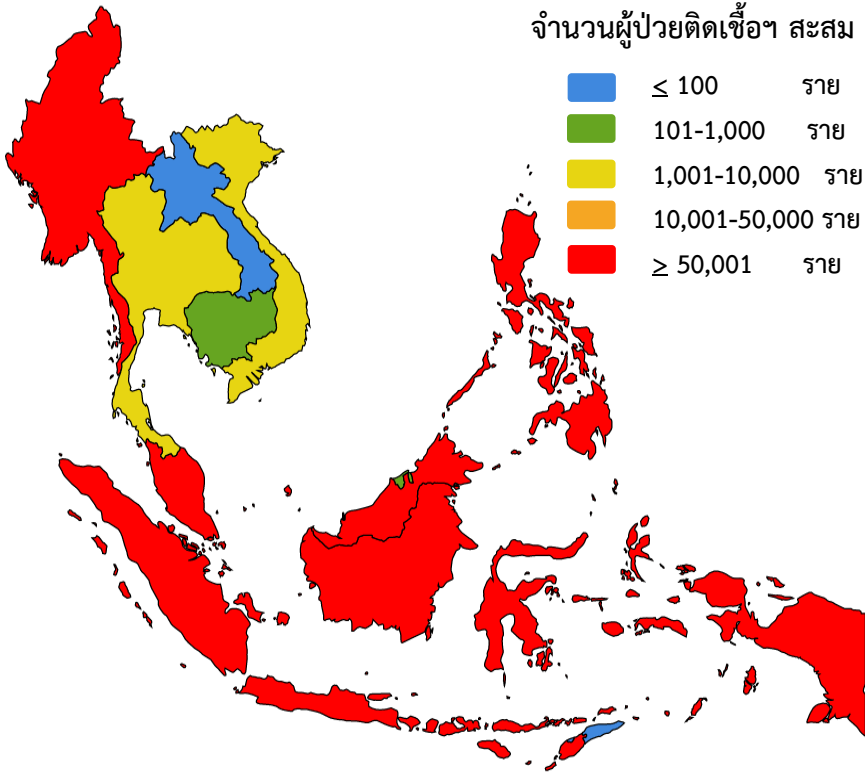 จำนวนผู้ป่วยติดเชื้อฯ สะสม
≤ 100 ราย
101-1,000 ราย
1,001-10,000 ราย
10,001-50,000 ราย
≥ 50,001 ราย